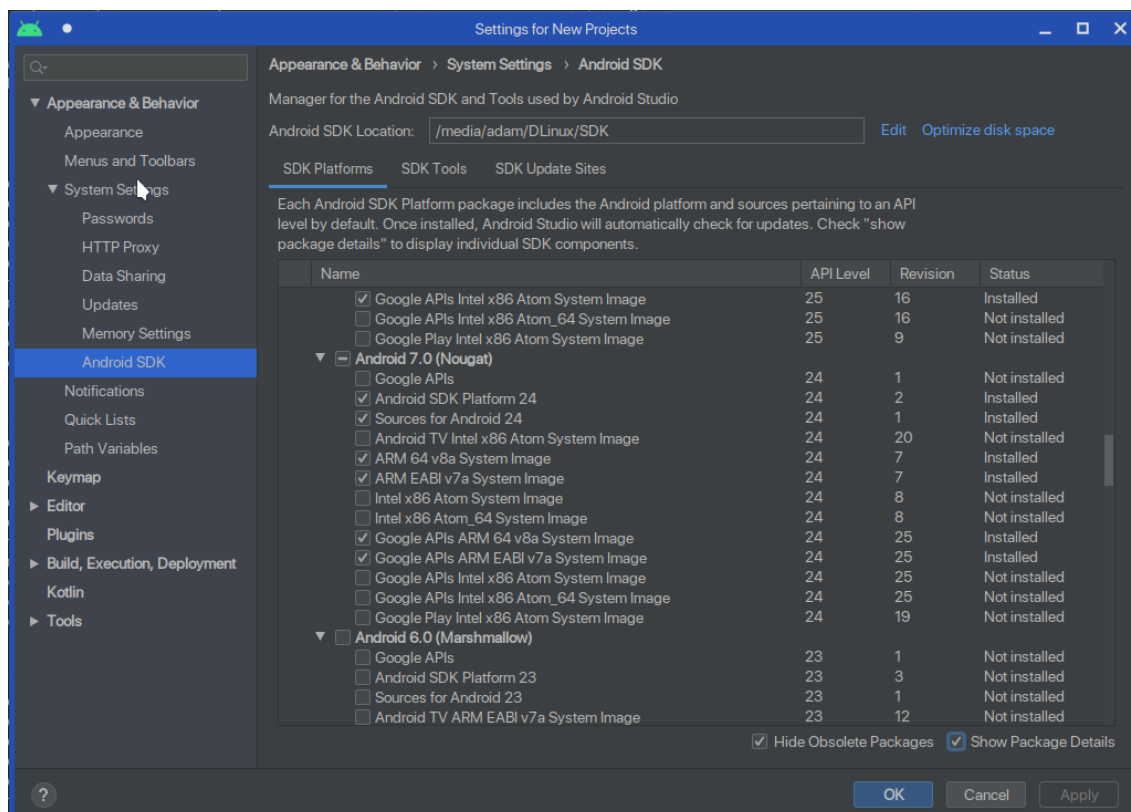 Settings for New Projects
Appearance & Behavior › System Settings › Android SDK
Manager for the Android SDK and Tools used by Android Studio
Android SDK Location: /media/adam/DLinux/SDK Edit Optimize disk space
SDK Platforms SDK Tools SDK Update Sites
Each Android SDK Platform package includes the Android platform and sources pertaining to an API
level by default. Once installed, Android Studio will automatically check for updates. Check "show
package details" to display individual SDK components.
Appearance & Behavior
Appearance
Menus and Toolbars
System Settings
Passwords
HTTP Proxy
Data Sharing
Updates
Memory Settings
Android SDK
Notifications
Quick Lists
Path Variables
Keymap
Editor
Plugins
Build, Execution, Deployment
Kotlin
Tools
Name API Level Revision Status
Google APIs Intel x86 Atom System Image 25 16 Installed
Google APIs Intel x86 Atom_64 System Image 25 16 Not installed
Google Play Intel x86 Atom System Image 25 9 Not installed
Android 7.0 (Nougat)
Google APIs 24 1 Not installed
Android SDK Platform 24 24 2 Installed
Sources for Android 24 24 1 Installed
Android TV Intel x86 Atom System Image 24 20 Not installed
ARM 64 v8a System Image 24 7 Installed
ARM EABI v7a System Image 24 7 Installed
Intel x86 Atom System Image 24 8 Not installed
Intel x86 Atom_64 System Image 24 8 Not installed
Google APIs ARM 64 v8a System Image 24 25 Installed
Google APIs ARM EABI v7a System Image 24 25 Installed
Google APIs Intel x86 Atom System Image 24 25 Not installed
Google APIs Intel x86 Atom_64 System Image 24 25 Not installed
Google Play Intel x86 Atom System Image 24 19 Not installed
Android 6.0 (Marshmallow)
Google APIs 23 1 Not installed
Android SDK Platform 23 23 3 Not installed
Sources for Android 23 23 1 Not installed
Android TV ARM EABI v7a System Image 23 12 Not installed
Hide Obsolete Packages Show Package Details
? OK Cancel Apply